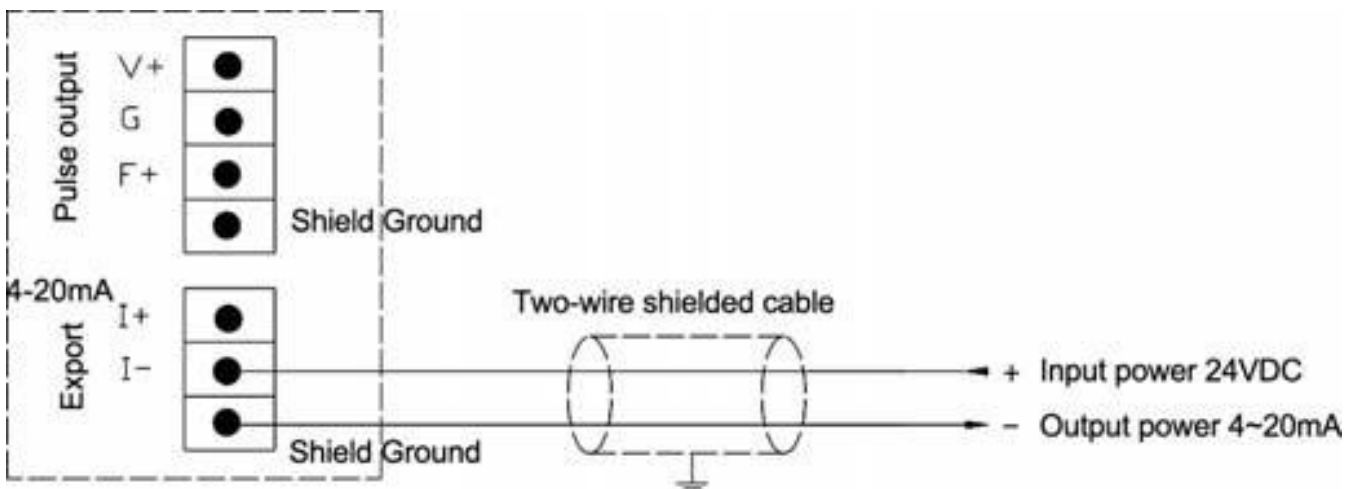 Pulse output
V+
G
F+
Shield Ground
4-20mA
Export
I+
I-
Shield Ground
Two-wire shielded cable
+ Input power 24VDC
- Output power 4~20mA